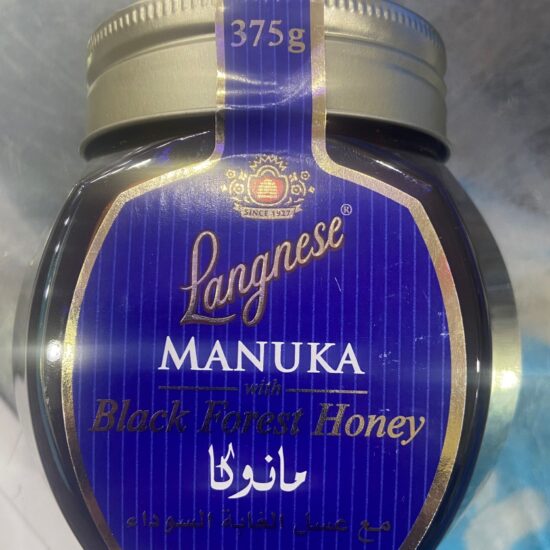 375g
SINCE 1927
Langnese®
MANUKA
with
Black Forest Honey
مانوكا
مع عسل الغابة السوداء